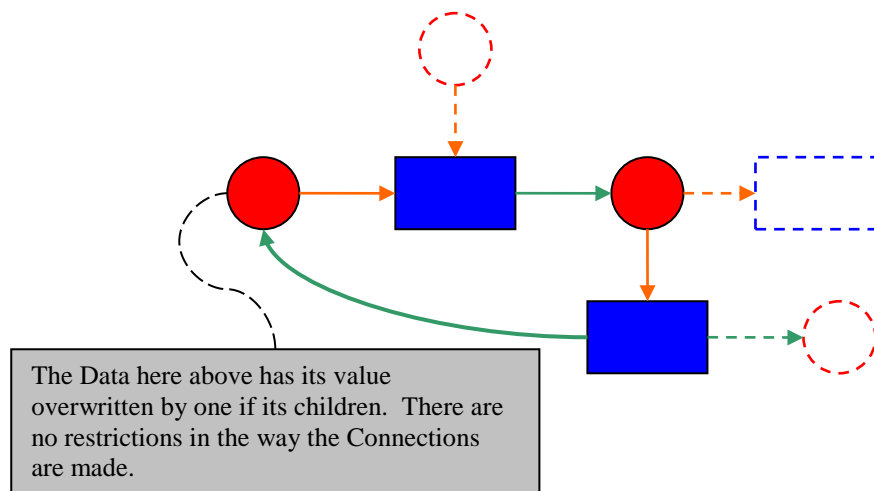 The Data here above has its value
overwritten by one if its children.  There are
no restrictions in the way the Connections
are made.